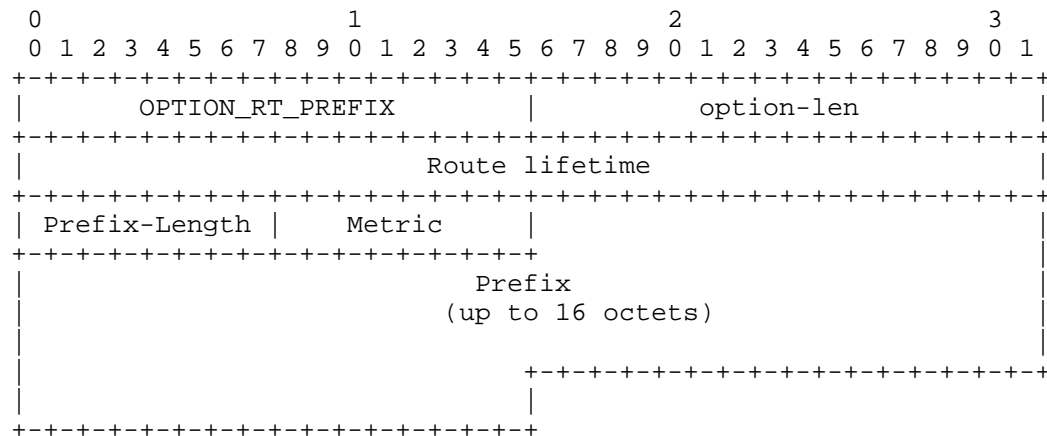 0                   1                   2                   3
 0 1 2 3 4 5 6 7 8 9 0 1 2 3 4 5 6 7 8 9 0 1 2 3 4 5 6 7 8 9 0 1
+-+-+-+-+-+-+-+-+-+-+-+-+-+-+-+-+-+-+-+-+-+-+-+-+-+-+-+-+-+-+-+-+
|       OPTION_RT_PREFIX        |          option-len           |
+-+-+-+-+-+-+-+-+-+-+-+-+-+-+-+-+-+-+-+-+-+-+-+-+-+-+-+-+-+-+-+-+
|                         Route lifetime                        |
+-+-+-+-+-+-+-+-+-+-+-+-+-+-+-+-+-+-+-+-+-+-+-+-+-+-+-+-+-+-+-+-+
| Prefix-Length |    Metric     |                               |
+-+-+-+-+-+-+-+-+-+-+-+-+-+-+-+-+                               |
|                            Prefix                             |
|                          (up to 16 octets)                    |
|                                                               |
|                               +-+-+-+-+-+-+-+-+-+-+-+-+-+-+-+-+
|                               |
+-+-+-+-+-+-+-+-+-+-+-+-+-+-+-+-+